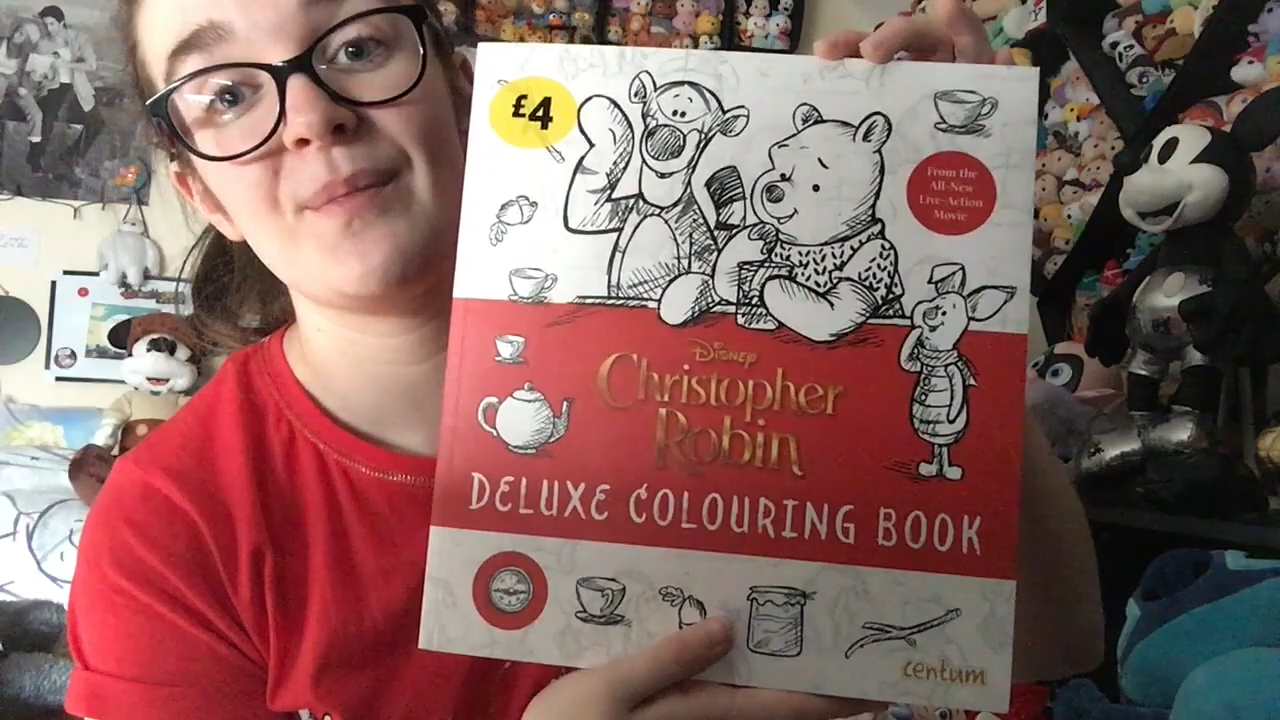 £4
From the
All-New
Live-Action
Movie
Disney
Christopher
Robin
DELUXE COLOURING BOOK
centum